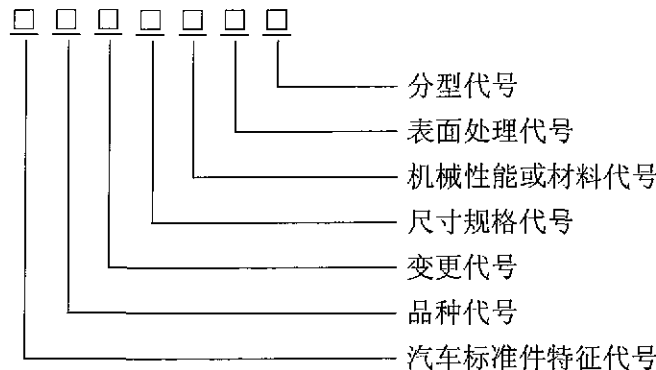 □ □ □ □ □ □ □
分型代号
表面处理代号
机械性能或材料代号
尺寸规格代号
变更代号
品种代号
汽车标准件特征代号